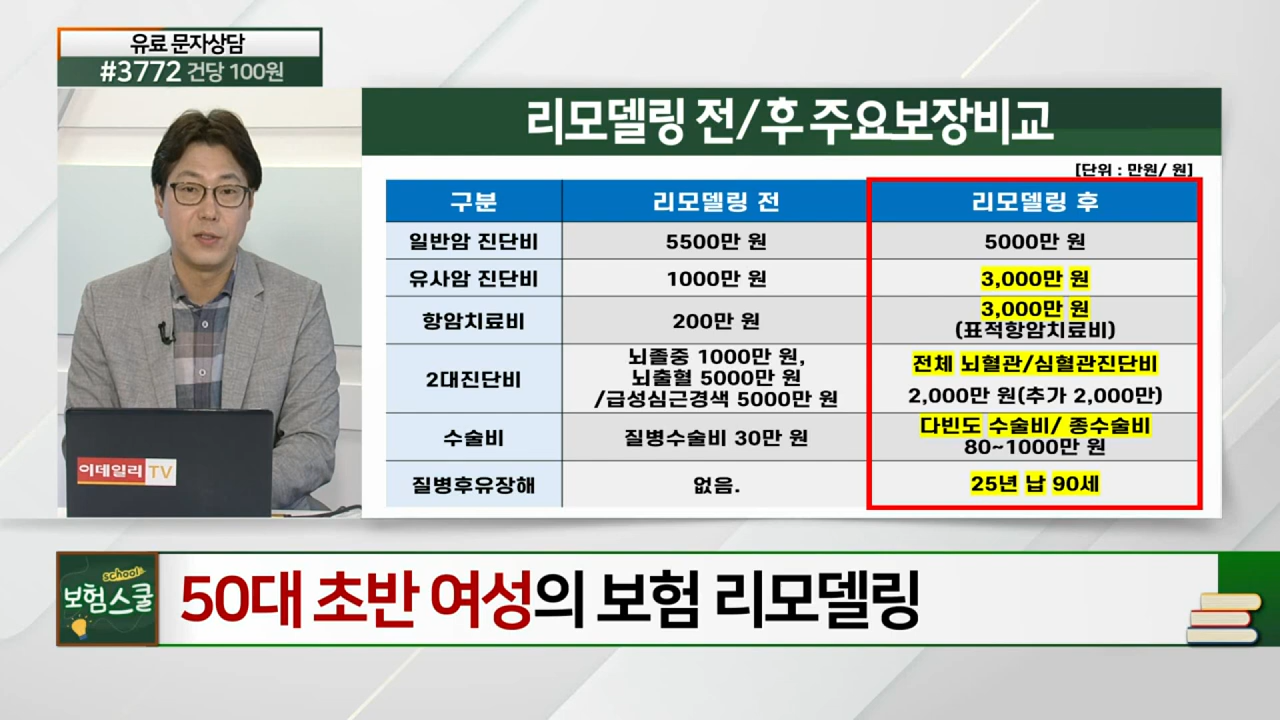 유료 문자상담
#3772 건당 100원
리모델링 전/후 주요보장비교
[단위 : 만원/ 원]
구분 리모델링 전 리모델링 후
일반암 진단비 5500만 원 5000만 원
유사암 진단비 1000만 원 3,000만 원
항암치료비 200만 원 3,000만 원
(표적항암치료비)
2대진단비 뇌졸중 1000만 원,
뇌출혈 5000만 원
/급성심근경색 5000만 원
전체 뇌혈관/심혈관진단비
2,000만 원(추가 2,000만)
수술비 질병수술비 30만 원 다빈도 수술비/ 종수술비
80~1000만 원
질병후유장해 없음. 25년 납 90세
이데일리 TV
school
보험스쿨
50대 초반 여성의 보험 리모델링